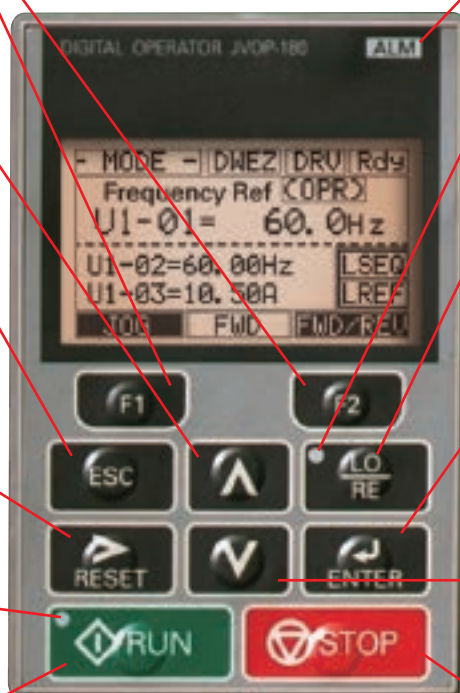 DIGITAL OPERATOR JVOP-180 ALM
- MODE - DWEZ DRV Rdy
Frequency Ref (OPR)
U1-01= 60.0Hz
U1-02=60.00Hz LSEQ
U1-03=10.50A LREF
JOG FWD FWD/REV
F1 F2
ESC LO
RE
RESET ENTER
RUN STOP